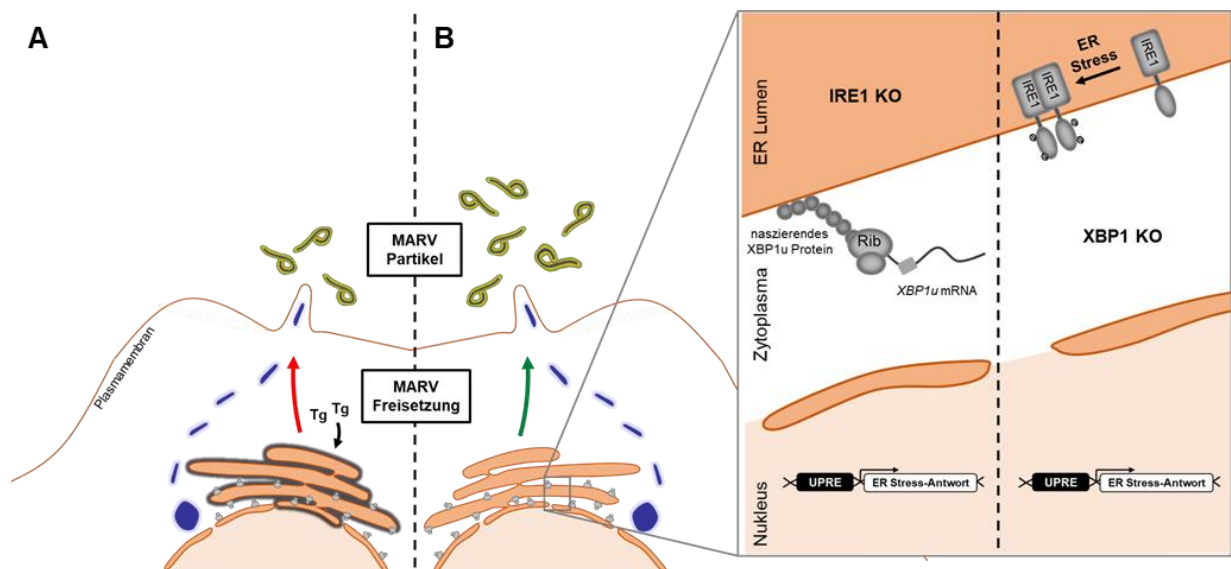 A
B
MARV
Partikel
Plasmamembran
MARV
Freisetzung
Tg
Tg
ER Lumen
IRE1 KO
ER
Stress
IRE1
IRE1
IRE1
naszierendes
XBP1u Protein
Rib
XBP1u mRNA
XBP1 KO
Zytoplasma
Nukleus
UPRE
ER Stress-Antwort
UPRE
ER Stress-Antwort